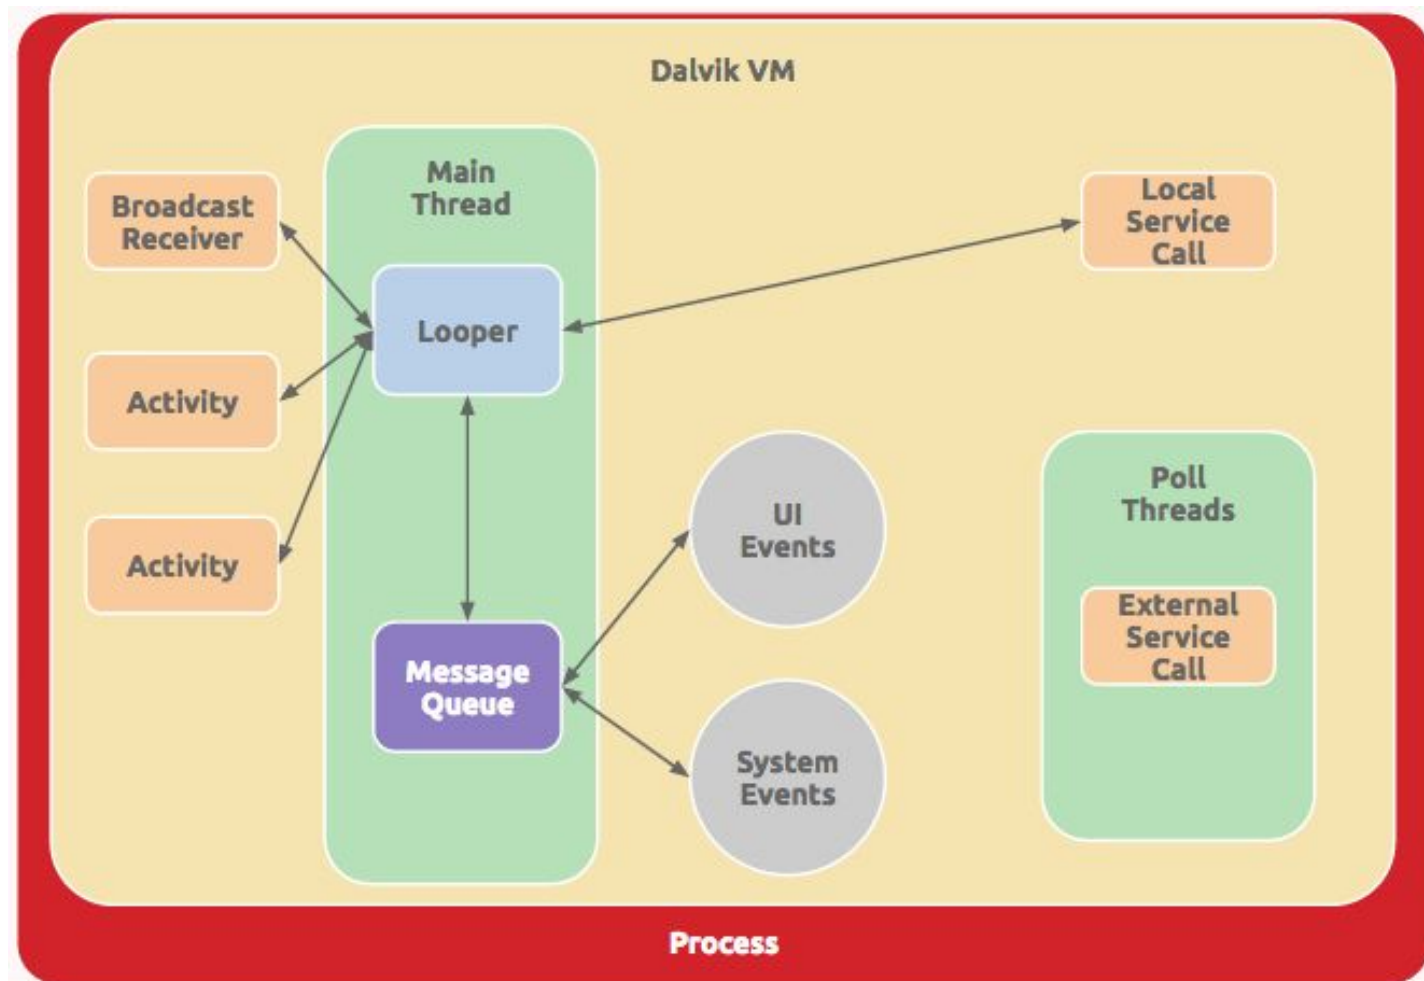 Dalvik VM
Main
Thread
Broadcast
Receiver
Looper
Local
Service
Call
Activity
Activity
UI
Events
Poll
Threads
External
Service
Call
Message
Queue
System
Events
Process